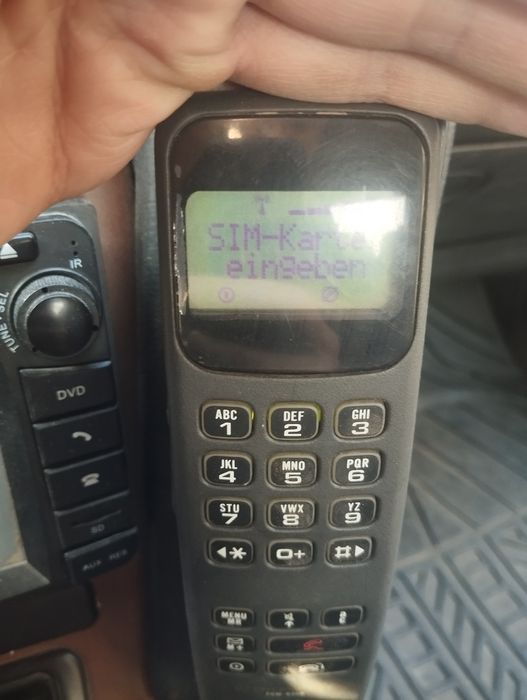 SIM-Karte
eingeben
IR
TUNE/SEL
DVD
SD
ABC
1
DEF
2
GHI
3
JKL
4
MNO
5
PQR
6
STU
7
VWX
8
YZ
9
◀*
0+
#▶
MENU
MR
M+